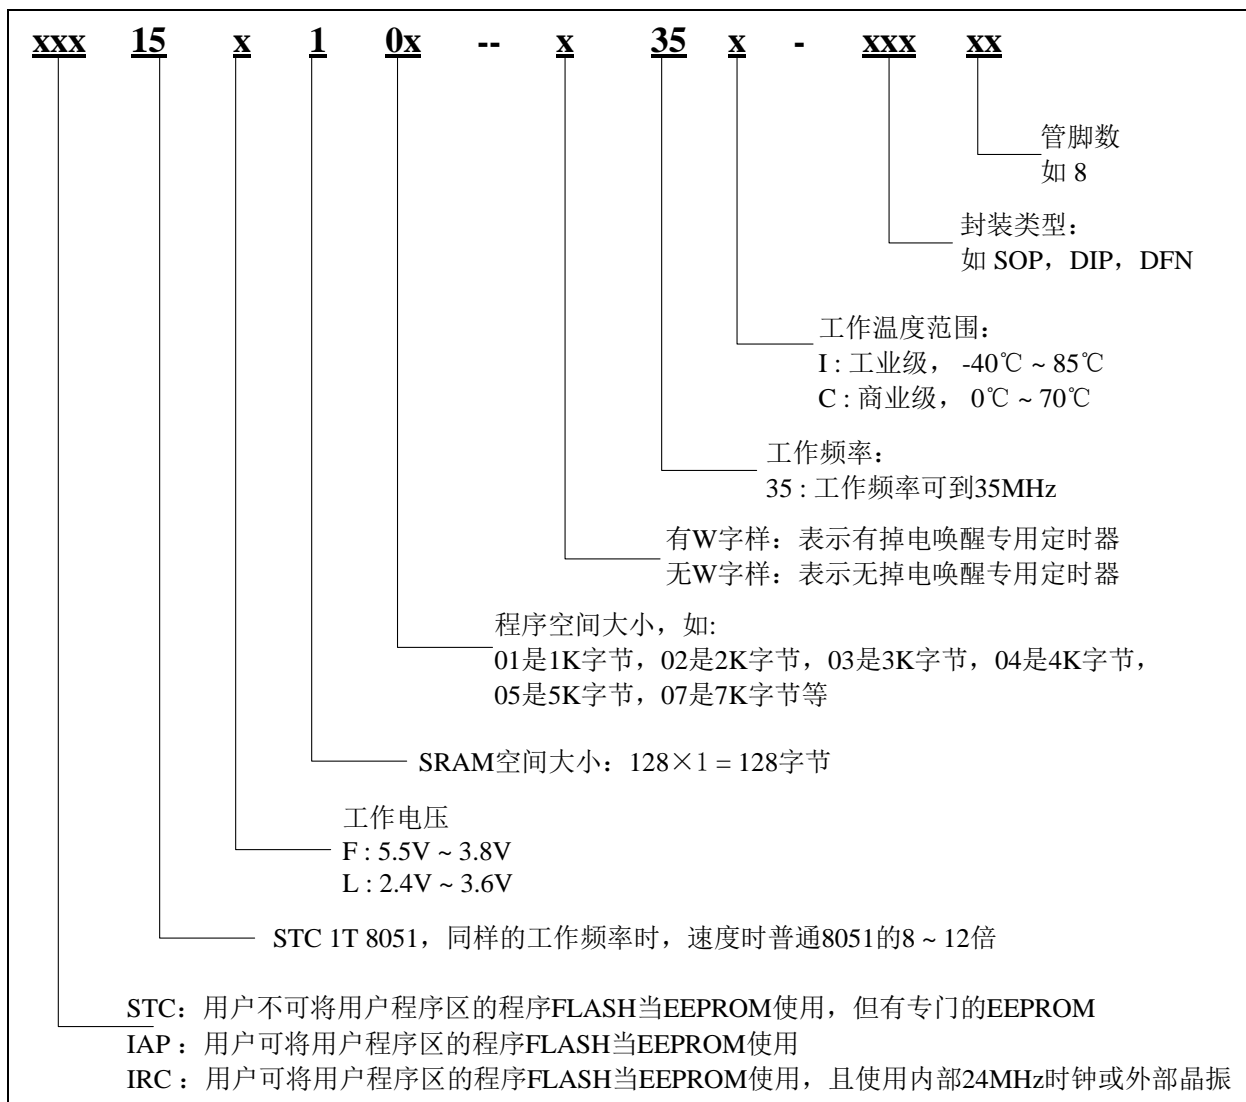 xxx 15 x 1 0x -- x 35 x - xxx xx
管脚数
如 8
封装类型：
如 SOP，DIP，DFN
工作温度范围：
I : 工业级， -40℃ ~ 85℃
C : 商业级， 0℃ ~ 70℃
工作频率：
35 : 工作频率可到35MHz
有W字样：表示有掉电唤醒专用定时器
无W字样：表示无掉电唤醒专用定时器
程序空间大小，如:
01是1K字节，02是2K字节，03是3K字节，04是4K字节，
05是5K字节，07是7K字节等
SRAM空间大小：128×1 = 128字节
工作电压
F : 5.5V ~ 3.8V
L : 2.4V ~ 3.6V
STC 1T 8051，同样的工作频率时，速度时普通8051的8 ~ 12倍
STC：用户不可将用户程序区的程序FLASH当EEPROM使用，但有专门的EEPROM
IAP ：用户可将用户程序区的程序FLASH当EEPROM使用
IRC ：用户可将用户程序区的程序FLASH当EEPROM使用，且使用内部24MHz时钟或外部晶振